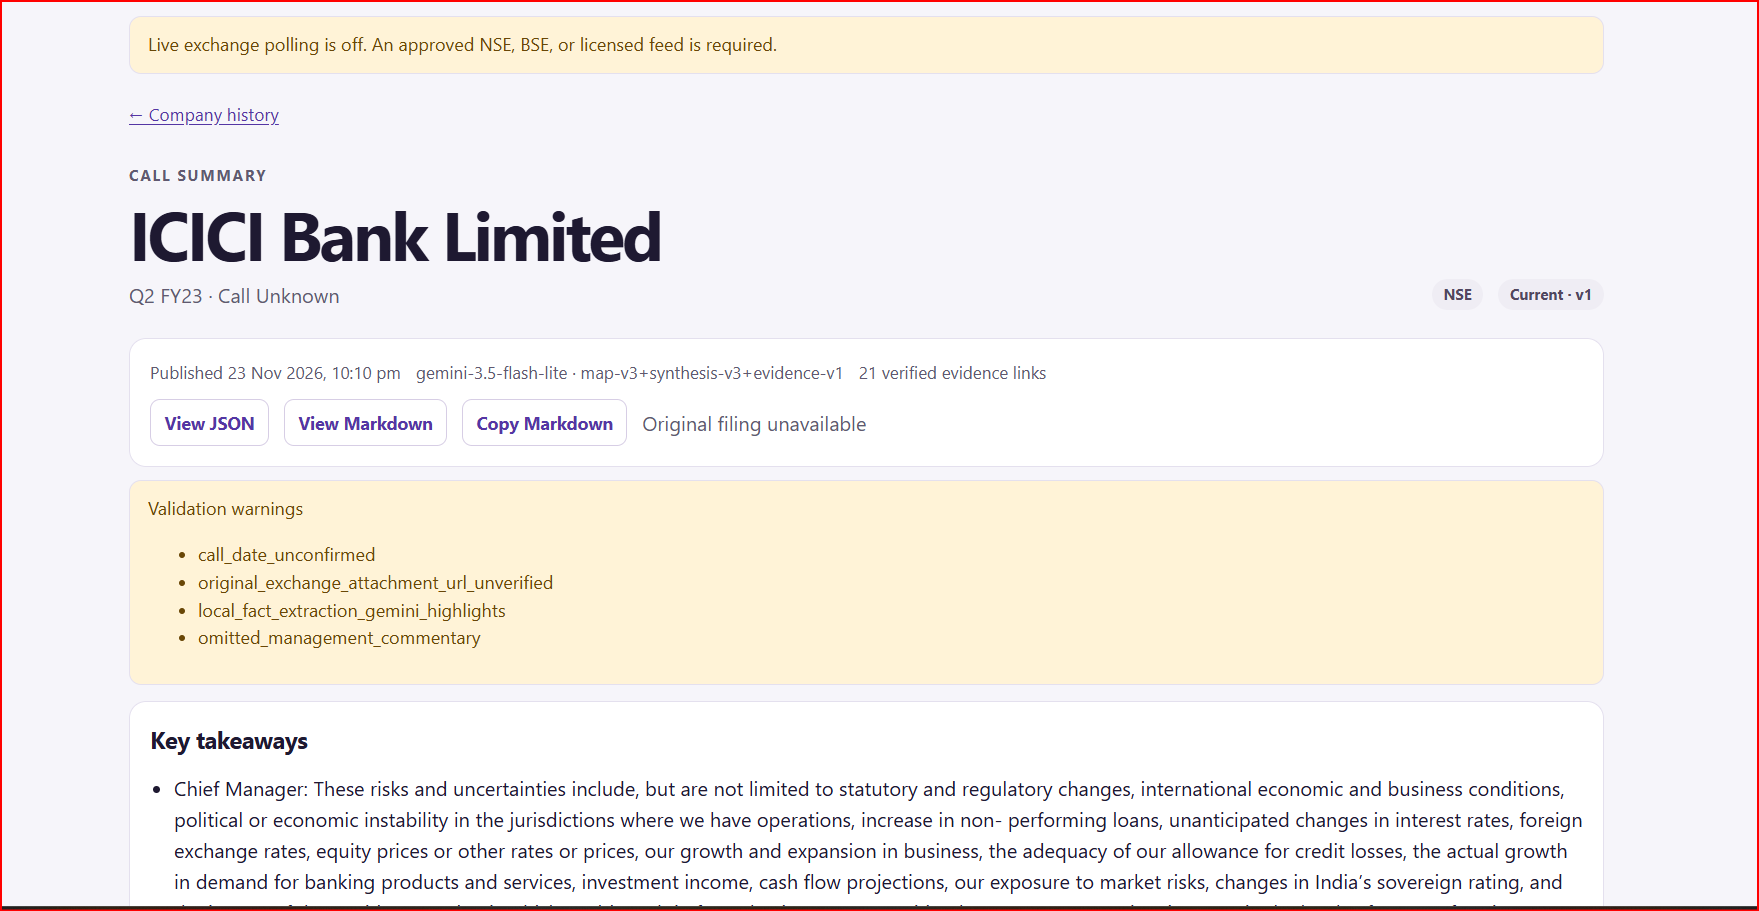 Live exchange polling is off. An approved NSE, BSE, or licensed feed is required.
← Company history
CALL SUMMARY
ICICI Bank Limited
Q2 FY23 · Call Unknown
NSE
Current · v1
Published 23 Nov 2026, 10:10 pm gemini-3.5-flash-lite · map-v3+synthesis-v3+evidence-v1 21 verified evidence links
View JSON View Markdown Copy Markdown Original filing unavailable
Validation warnings
• call_date_unconfirmed
• original_exchange_attachment_url_unverified
• local_fact_extraction_gemini_highlights
• omitted_management_commentary
Key takeaways
• Chief Manager: These risks and uncertainties include, but are not limited to statutory and regulatory changes, international economic and business conditions,
political or economic instability in the jurisdictions where we have operations, increase in non- performing loans, unanticipated changes in interest rates, foreign
exchange rates, equity prices or other rates or prices, our growth and expansion in business, the adequacy of our allowance for credit losses, the actual growth
in demand for banking products and services, investment income, cash flow projections, our exposure to market risks, changes in India’s sovereign rating, and